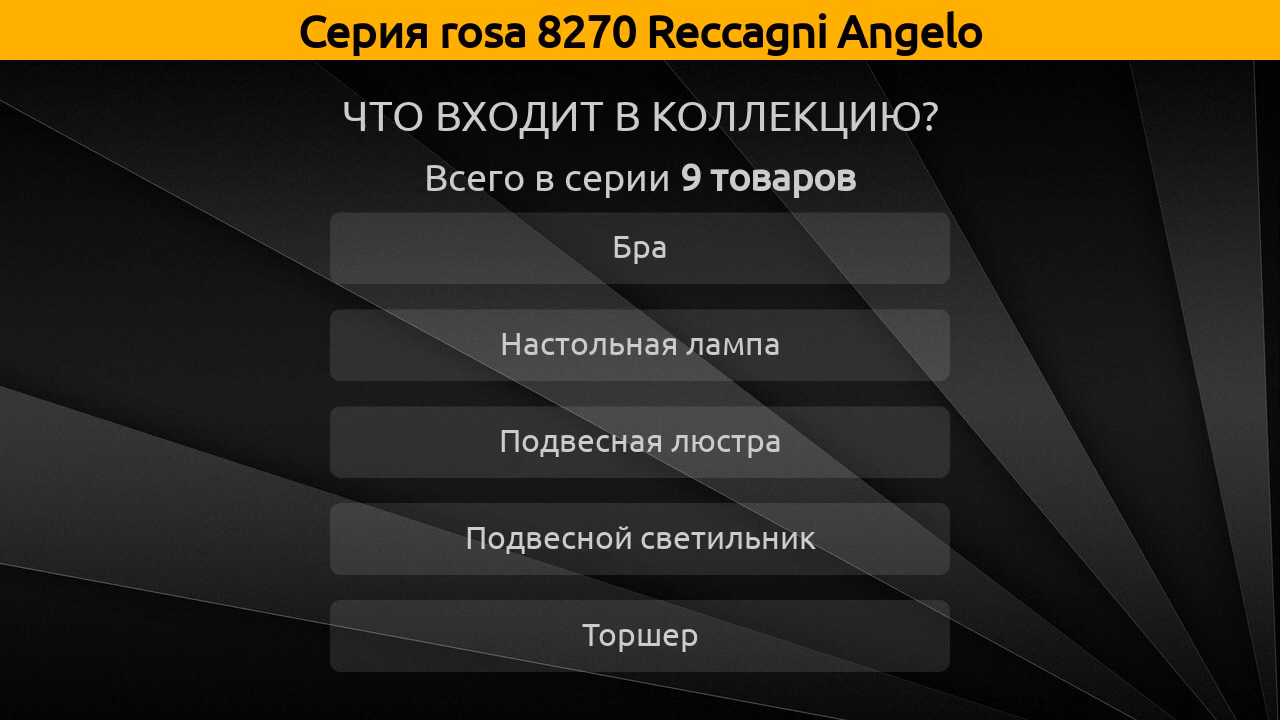 Серия rosa 8270 Reccagni Angelo
ЧТО ВХОДИТ В КОЛЛЕКЦИЮ?
Всего в серии 9 товаров
Бра
Настольная лампа
Подвесная люстра
Подвесной светильник
Торшер